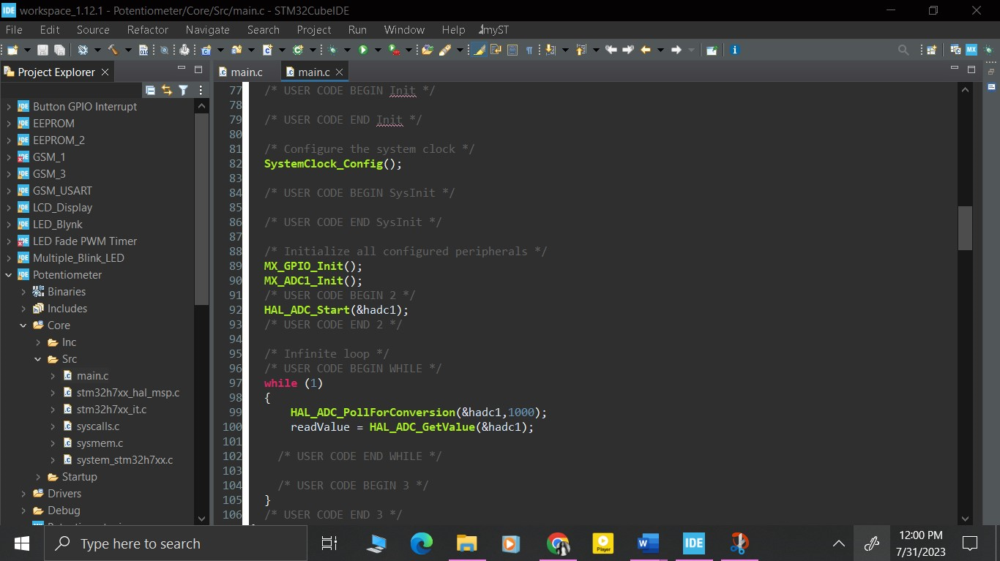 IDE workspace_1.12.1 - Potentiometer/Core/Src/main.c - STM32CubeIDE
File Edit Source Refactor Navigate Search Project Run Window Help myST
010 MX
Project Explorer
main.c main.c
Button GPIO Interrupt
EEPROM
EEPROM_2
GSM_1
GSM_3
GSM_USART
LCD_Display
LED_Blynk
LED Fade PWM Timer
Multiple_Blink_LED
Potentiometer
Binaries
Includes
Core
Inc
Src
main.c
stm32h7xx_hal_msp.c
stm32h7xx_it.c
syscalls.c
sysmem.c
system_stm32h7xx.c
Startup
Drivers
Debug
77 /* USER CODE BEGIN Init */
78
79 /* USER CODE END Init */
80
81 /* Configure the system clock */
82 SystemClock_Config();
83
84 /* USER CODE BEGIN SysInit */
85
86 /* USER CODE END SysInit */
87
88 /* Initialize all configured peripherals */
89 MX_GPIO_Init();
90 MX_ADC1_Init();
91 /* USER CODE BEGIN 2 */
92 HAL_ADC_Start(&hadc1);
93 /* USER CODE END 2 */
94
95 /* Infinite loop */
96 /* USER CODE BEGIN WHILE */
97 while (1)
98 {
99 HAL_ADC_PollForConversion(&hadc1,1000);
100 readValue = HAL_ADC_GetValue(&hadc1);
101
102 /* USER CODE END WHILE */
103
104 /* USER CODE BEGIN 3 */
105 }
106 /* USER CODE END 3 */
Type here to search
Player
W
IDE
12:00 PM
7/31/2023